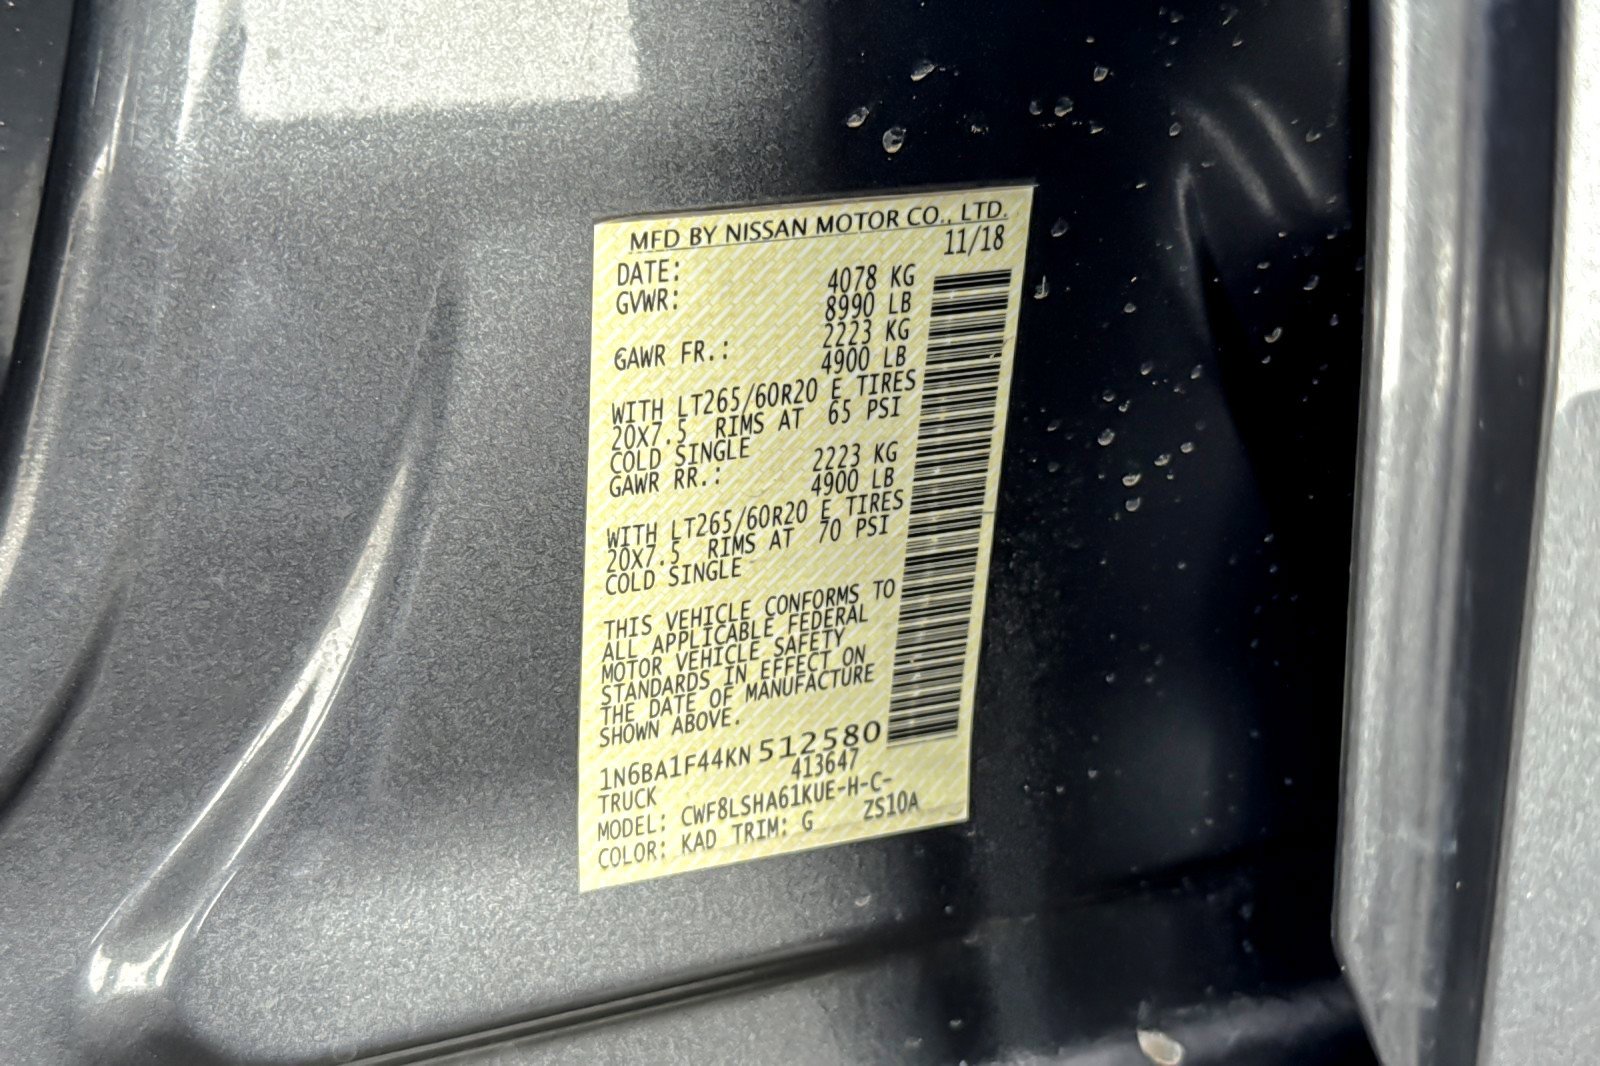 MFD BY NISSAN MOTOR CO., LTD.
DATE: 11/18
GVWR: 4078 KG
8990 LB
GAWR FR.: 2223 KG
4900 LB
WITH LT265/60R20 E TIRES
20X7.5 RIMS AT 65 PSI
COLD SINGLE
GAWR RR.: 2223 KG
4900 LB
WITH LT265/60R20 E TIRES
20X7.5 RIMS AT 70 PSI
COLD SINGLE
THIS VEHICLE CONFORMS TO
ALL APPLICABLE FEDERAL
MOTOR VEHICLE SAFETY
STANDARDS IN EFFECT ON
THE DATE OF MANUFACTURE
SHOWN ABOVE.
1N6BA1F44KN512580
TRUCK 413647
MODEL: CWF8LSHA61KUE-H-C-
COLOR: KAD TRIM: G ZS10A